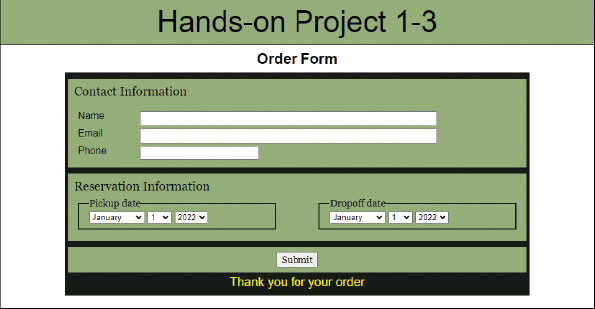 Hands-on Project 1-3
Order Form
Contact Information
Name
Email
Phone
Reservation Information
Pickup date Dropoff date
January 1 2022 January 1 2022
Submit
Thank you for your order